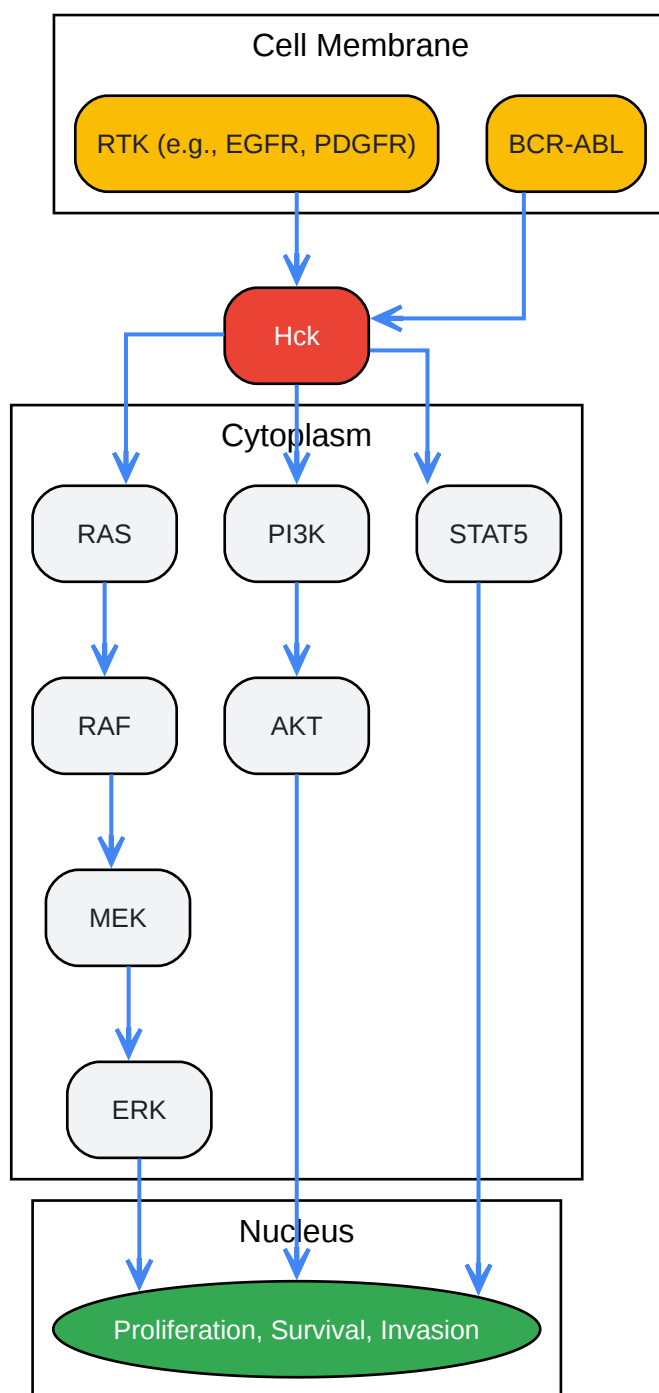 Cell Membrane
RTK (e.g., EGFR, PDGFR)
BCR-ABL
Hck
Cytoplasm
RAS
PI3K
STAT5
RAF
AKT
MEK
ERK
Nucleus
Proliferation, Survival, Invasion